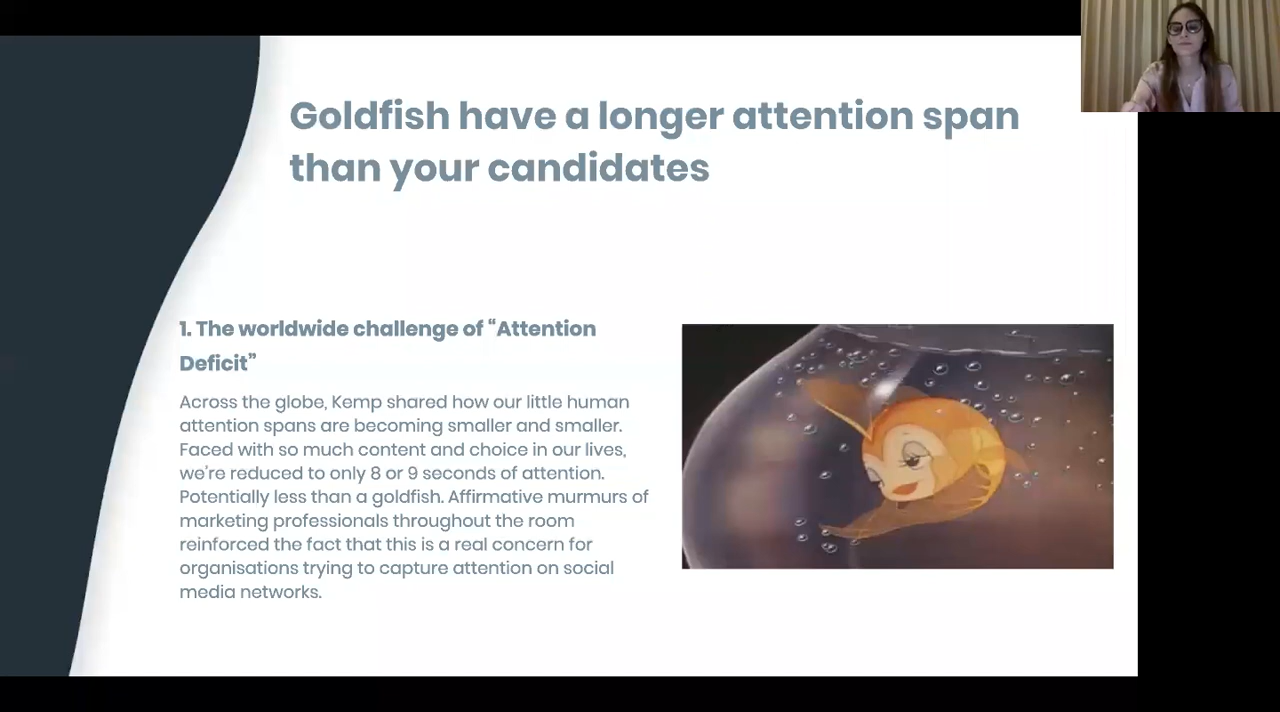 Goldfish have a longer attention span
than your candidates
1. The worldwide challenge of “Attention
Deficit”
Across the globe, Kemp shared how our little human
attention spans are becoming smaller and smaller.
Faced with so much content and choice in our lives,
we're reduced to only 8 or 9 seconds of attention.
Potentially less than a goldfish. Affirmative murmurs of
marketing professionals throughout the room
reinforced the fact that this is a real concern for
organisations trying to capture attention on social
media networks.